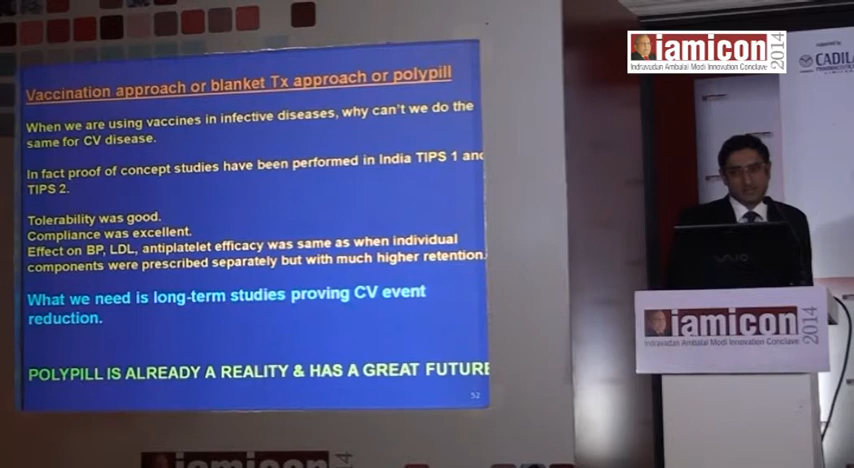 Vaccination approach or blanket Tx approach or polypill
When we are using vaccines in infective diseases, why can't we do the
same for CV disease.
In fact proof of concept studies have been performed in India TIPS 1 and
TIPS 2.
Tolerability was good.
Compliance was excellent.
Effect on BP, LDL, antiplatelet efficacy was same as when individual
components were prescribed separately but with much higher retention.
What we need is long-term studies proving CV event
reduction.
POLYPILL IS ALREADY A REALITY & HAS A GREAT FUTURE
52
iamicon 2014
Indravadan Ambalal Modi Innovation Conclave
supported by
CADIL
VAIO
iamicon 2014
Indravadan Ambalal Modi Innovation Conclave
iamicon 2014